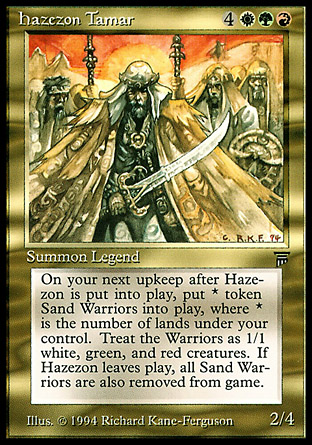 Hazezon Tamar 4
C. R.K.F. 94
Summon Legend
On your next upkeep after Haze-
zon is put into play, put * token
Sand Warriors into play, where *
is the number of lands under your
control. Treat the Warriors as 1/1
white, green, and red creatures. If
Hazezon leaves play, all Sand War-
riors are also removed from game.
Illus. © 1994 Richard Kane-Ferguson 2/4